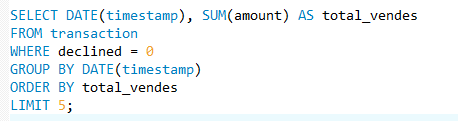 SELECT DATE(timestamp), SUM(amount) AS total_vendes
FROM transaction
WHERE declined = 0
GROUP BY DATE(timestamp)
ORDER BY total_vendes
LIMIT 5;